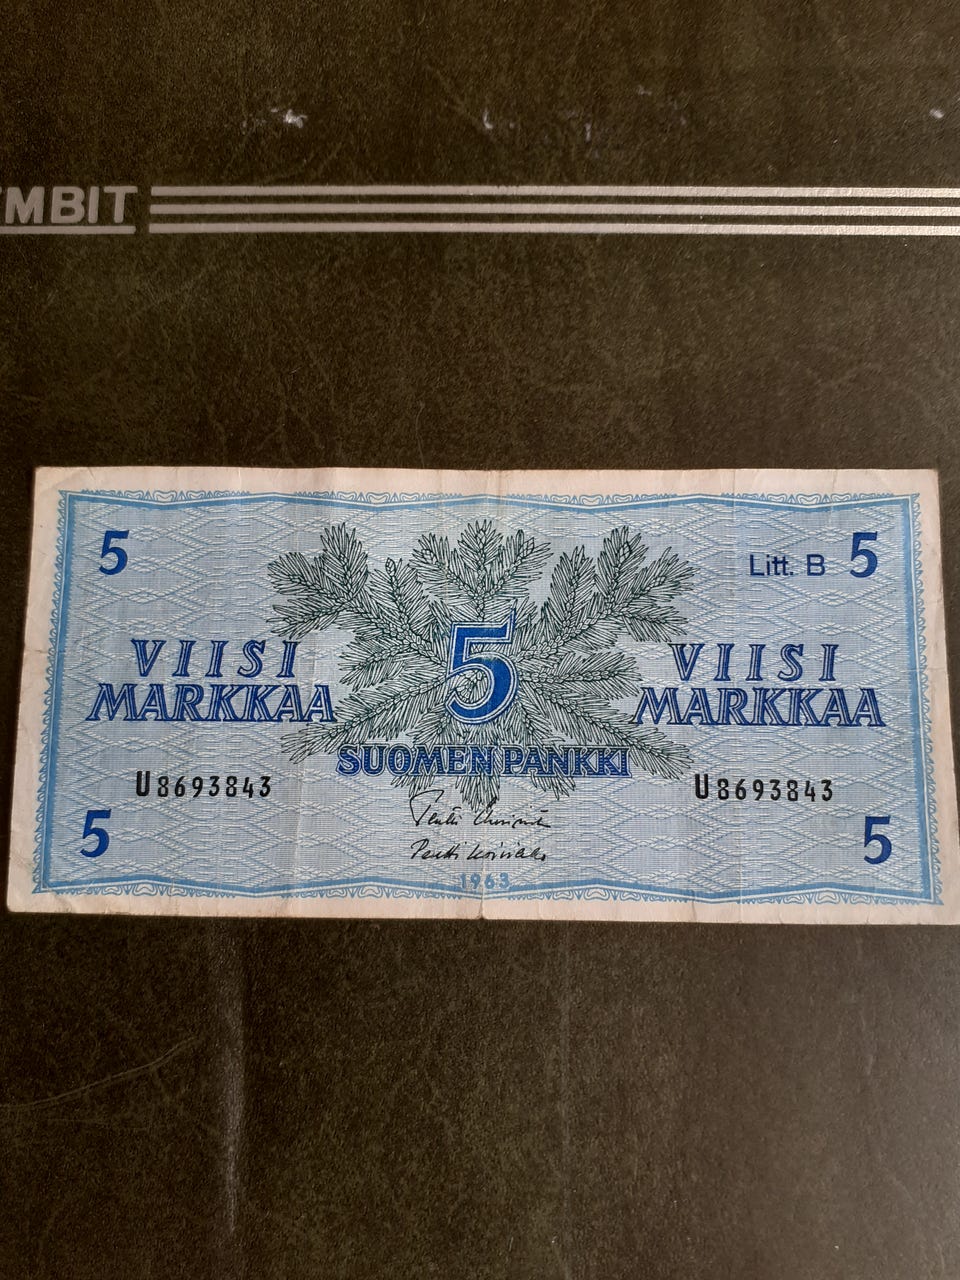 MBIT
5
Litt. B 5
VIISI
MARKKAA
5
VIISI
MARKKAA
SUOMEN PANKKI
U8693843
U8693843
5
5
1963